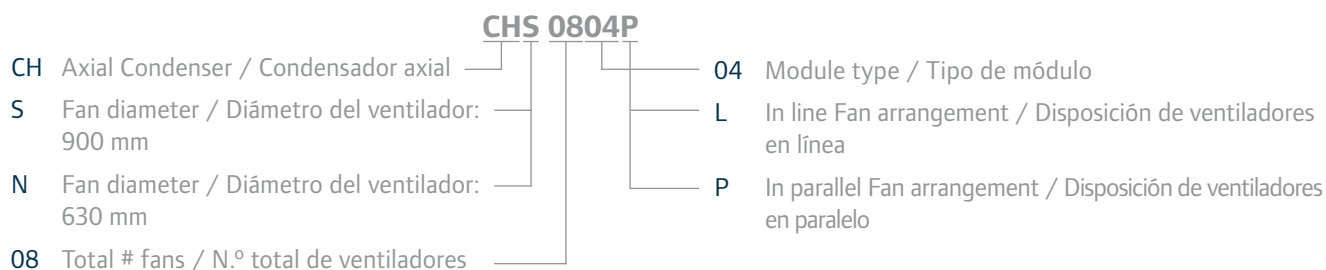 CHS 0804P
CH Axial Condenser / Condensador axial
S Fan diameter / Diámetro del ventilador:
900 mm
N Fan diameter / Diámetro del ventilador:
630 mm
08 Total # fans / N.º total de ventiladores
04 Module type / Tipo de módulo
L In line Fan arrangement / Disposición de ventiladores
en línea
P In parallel Fan arrangement / Disposición de ventiladores
en paralelo